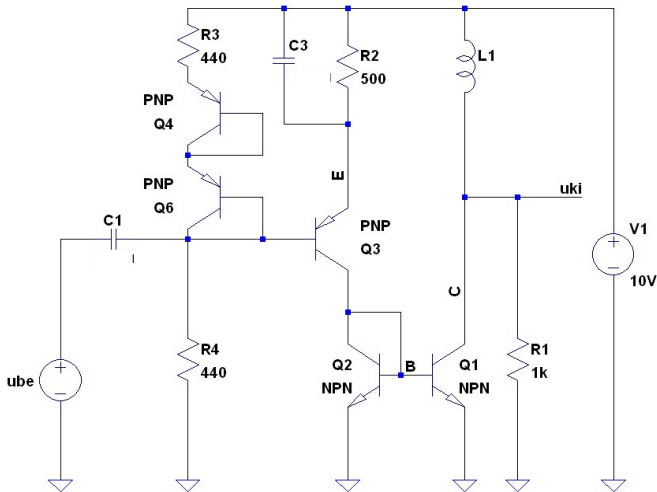 R3
440
C3
R2
500
L1
PNP
Q4
E
PNP
Q6
uki
C1
PNP
Q3
V1
10V
C
R4
440
Q2
NPN
B
Q1
NPN
R1
1k
ube